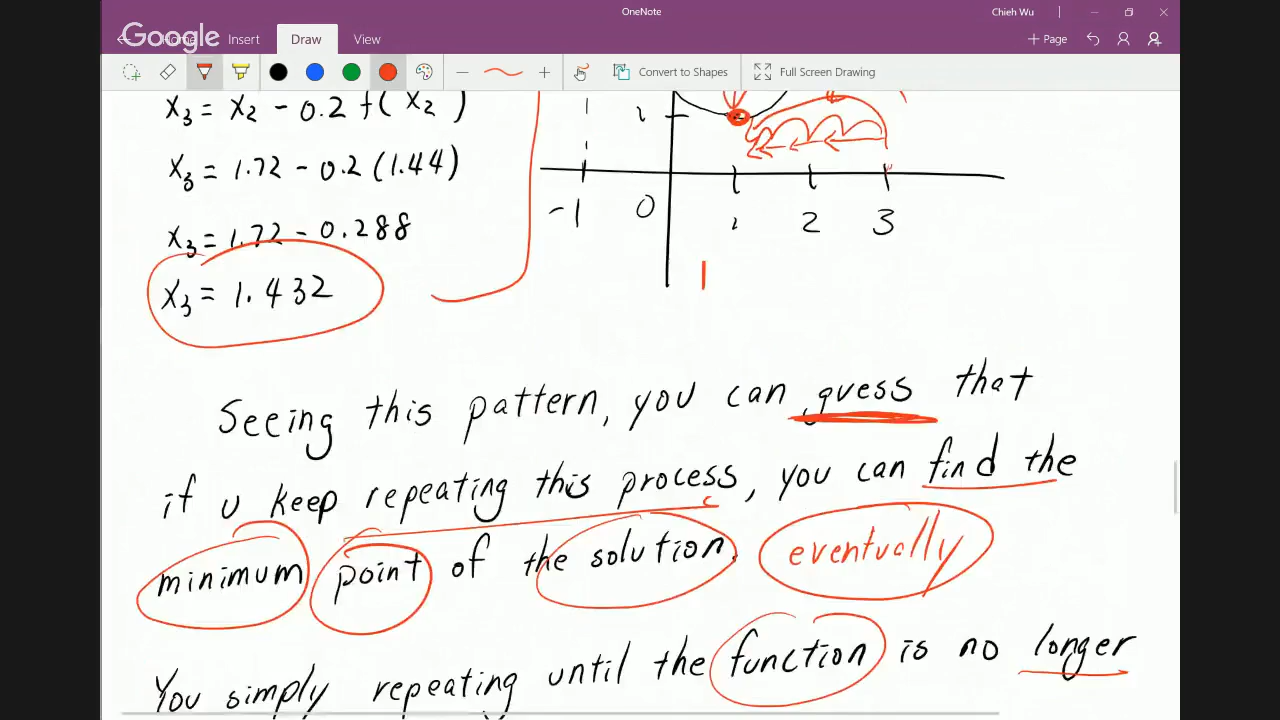 OneNote
Chieh Wu
Google
Home Insert Draw View
Page
Convert to Shapes
Full Screen Drawing
X3 = X2 - 0.2 f( X2 )
X3 = 1.72 - 0.2 (1.44)
X3 = 1.72 - 0.288
X3 = 1.432
1
-1 0 1 2 3
Seeing this pattern, you can guess that
if u keep repeating this process, you can find the
minimum point of the solution. eventually
You simply repeating until the function is no longer